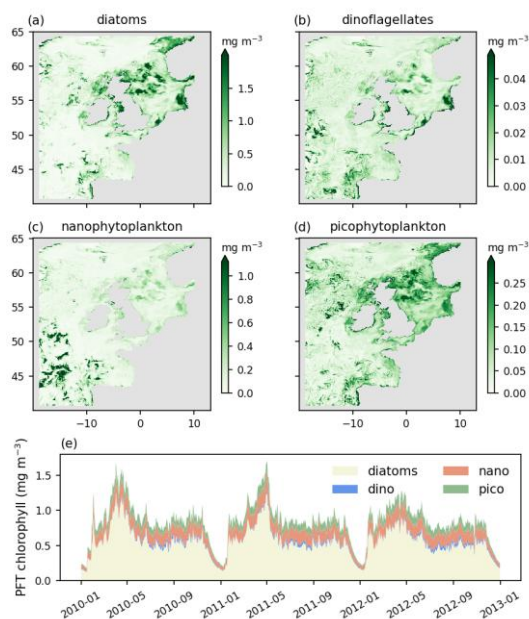 (a) diatoms
mg m⁻³
65
60
55
50
45
1.5
1.0
0.5
0.0
(b) dinoflagellates
mg m⁻³
0.04
0.03
0.02
0.01
0.00
(c) nanophytoplankton
mg m⁻³
65
60
55
50
45
−10 0 10
1.0
0.8
0.6
0.4
0.2
0.0
(d) picophytoplankton
mg m⁻³
−10 0 10
0.25
0.20
0.15
0.10
0.05
0.00
(e)
PFT chlorophyll (mg m⁻³)
1.5
1.0
0.5
0.0
diatoms nano
dino pico
2010-01 2010-05 2010-09 2011-01 2011-05 2011-09 2012-01 2012-05 2012-09 2013-01